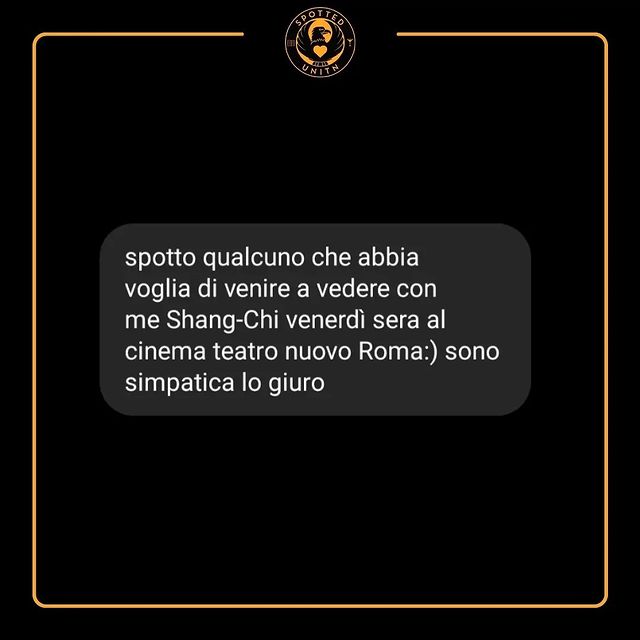 SPOTTED
UNITN
spotto qualcuno che abbia
voglia di venire a vedere con
me Shang-Chi venerdì sera al
cinema teatro nuovo Roma:) sono
simpatica lo giuro